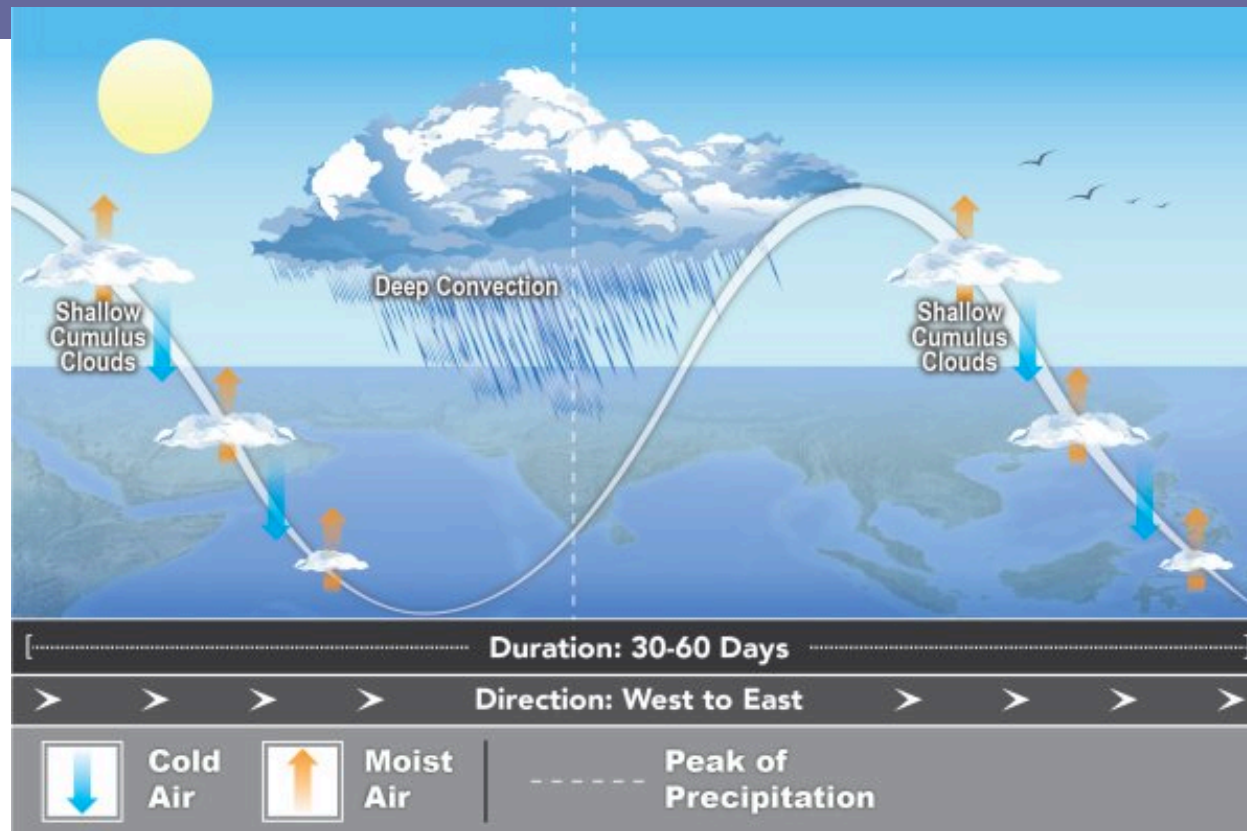 Deep Convection
Shallow
Cumulus
Clouds
Shallow
Cumulus
Clouds
Duration: 30-60 Days
Direction: West to East
Cold
Air
Moist
Air
Peak of
Precipitation